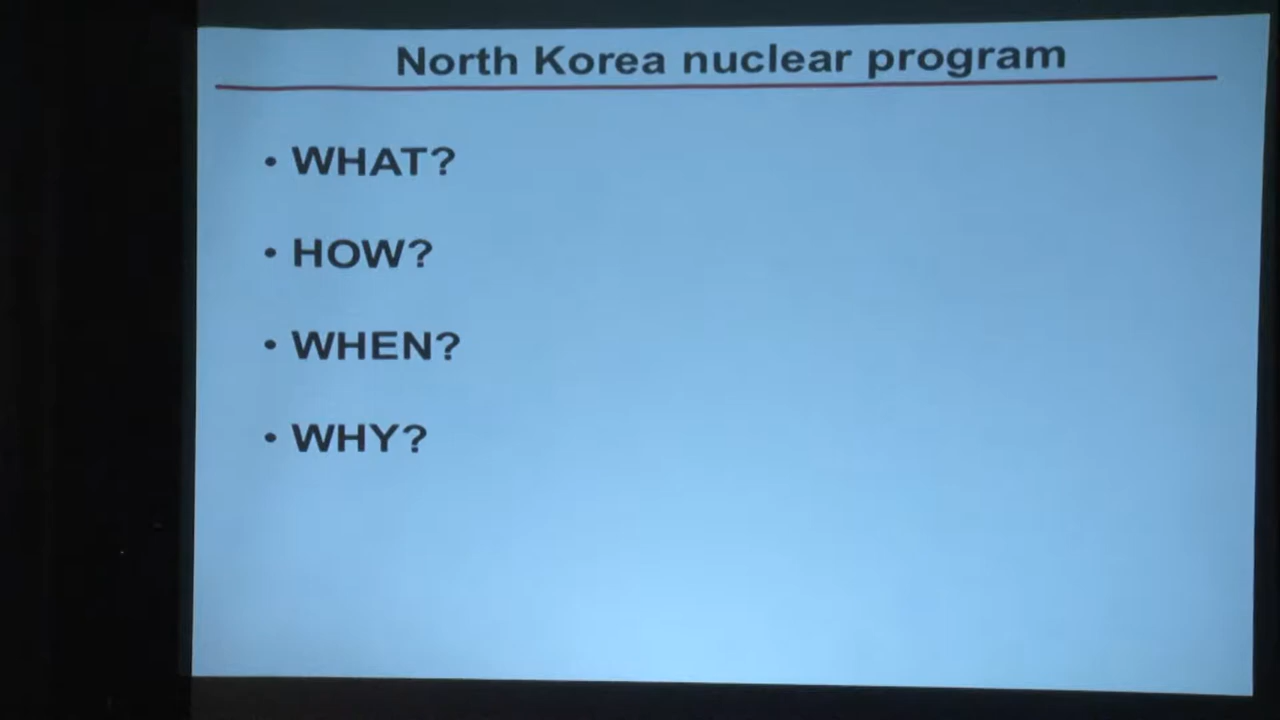 North Korea nuclear program
• WHAT?
• HOW?
• WHEN?
• WHY?